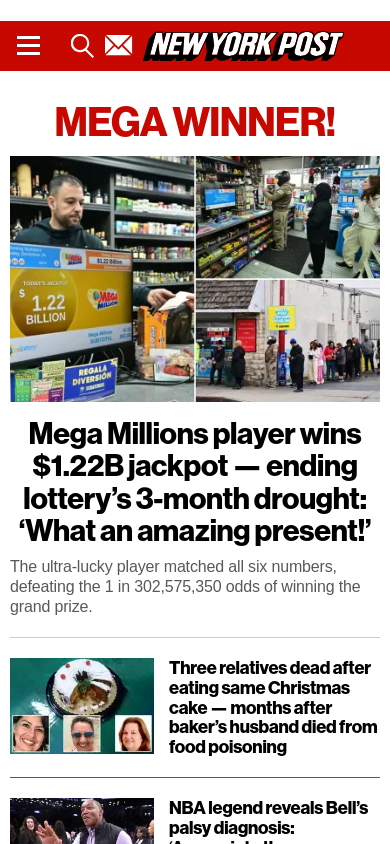 NEW YORK POST
MEGA WINNER!
$1.22 Billion
TODAY'S JACKPOT
$ 1.22
BILLION
MEGA
MILLIONS
REGALA
DIVERSIÓN
Mega Millions player wins
$1.22B jackpot — ending
lottery’s 3-month drought:
‘What an amazing present!’
The ultra-lucky player matched all six numbers,
defeating the 1 in 302,575,350 odds of winning the
grand prize.
Three relatives dead after
eating same Christmas
cake — months after
baker’s husband died from
food poisoning
NBA legend reveals Bell’s
palsy diagnosis: